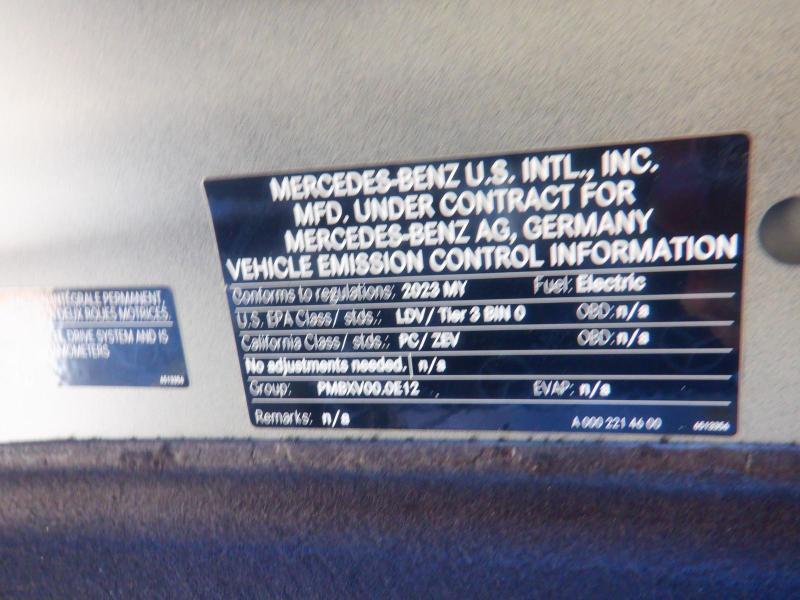 MERCEDES-BENZ U.S. INTL., INC.
MFD. UNDER CONTRACT FOR
MERCEDES-BENZ AG, GERMANY
VEHICLE EMISSION CONTROL INFORMATION
Conforms to regulations: 2023 MY Fuel: Electric
U.S. EPA Class/ stds.: LDV/ Tier 3 BIN 0 OBD: n/a
California Class/ stds.: PC/ ZEV OBD: n/a
No adjustments needed. n/a
Group: PMBXV00.0E12 EVAP: n/a
Remarks: n/a A 000 221 46 00
INTÉGRALE PERMANENT,
DEUX ROUES MOTRICES.
DRIVE SYSTEM AND IS